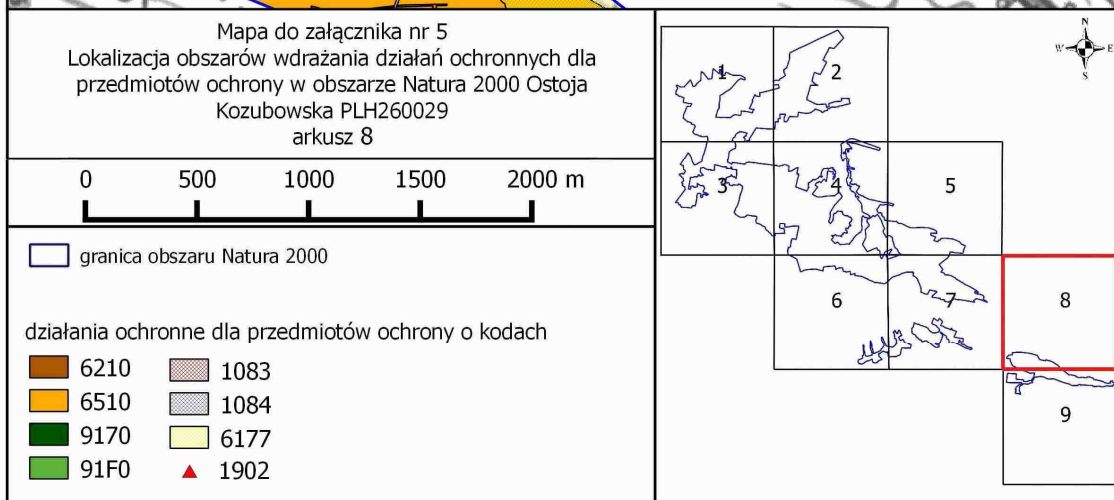 Mapa do załącznika nr 5
Lokalizacja obszarów wdrażania działań ochronnych dla
przedmiotów ochrony w obszarze Natura 2000 Ostoja
Kozubowska PLH260029
arkusz 8
0 500 1000 1500 2000 m
granica obszaru Natura 2000
działania ochronne dla przedmiotów ochrony o kodach
6210 1083
6510 1084
9170 6177
91F0 1902
N
W E
S
1 2
3 4 5
6 7 8
9